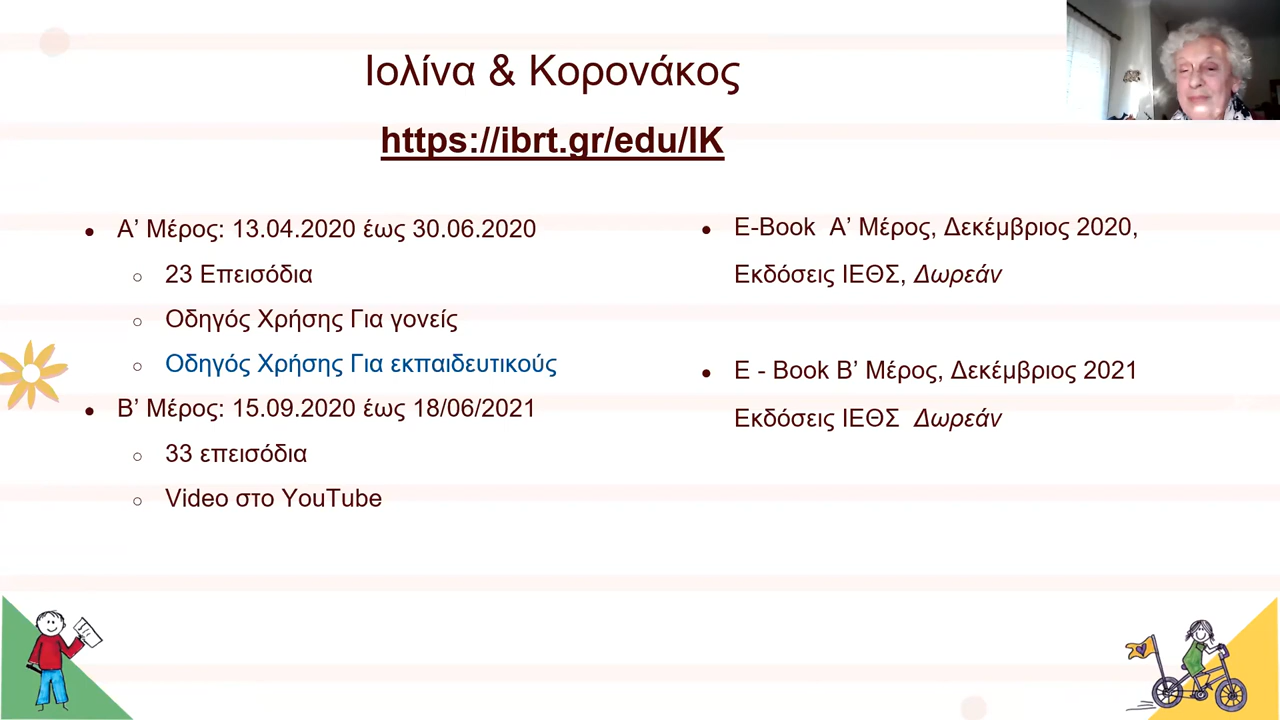 Ιολίνα & Κορονάκος
https://ibrt.gr/edu/IK
● Α’ Μέρος: 13.04.2020 έως 30.06.2020
○ 23 Επεισόδια
○ Οδηγός Χρήσης Για γονείς
○ Οδηγός Χρήσης Για εκπαιδευτικούς
● Β’ Μέρος: 15.09.2020 έως 18/06/2021
○ 33 επεισόδια
○ Video στο YouTube
● E-Book Α’ Μέρος, Δεκέμβριος 2020,
Εκδόσεις ΙΕΘΣ, Δωρεάν
● E - Book Β’ Μέρος, Δεκέμβριος 2021
Εκδόσεις ΙΕΘΣ Δωρεάν